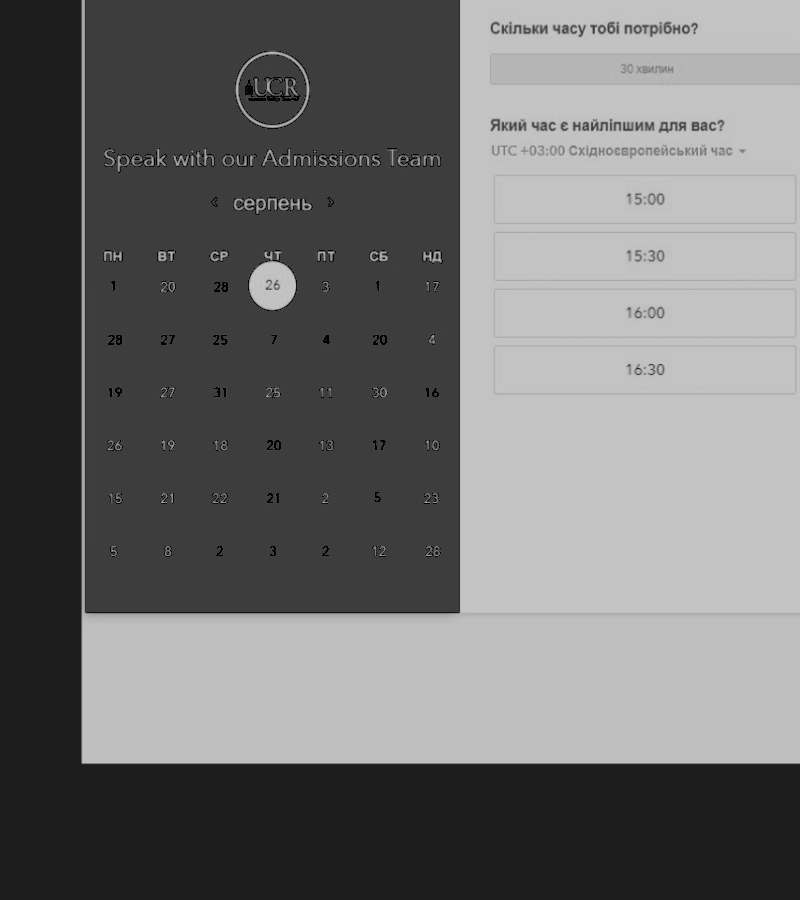 UCR
Speak with our Admissions Team
серпень
ПН ВТ СР ЧТ ПТ СБ НД
1 20 28 26 3 1 17
28 27 25 7 4 20 4
19 27 31 25 11 30 16
26 19 18 20 13 17 10
15 21 22 21 2 5 23
5 8 2 3 2 12 28
Скільки часу тобі потрібно?
30 хвилин
Який час є найліпшим для вас?
UTC +03:00 Східноєвропейський час
15:00
15:30
16:00
16:30